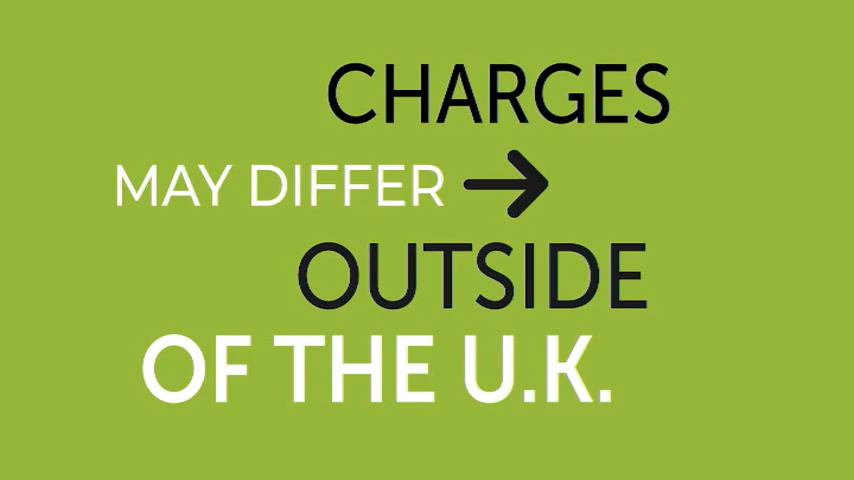 CHARGES
MAY DIFFER →
OUTSIDE
OF THE U.K.